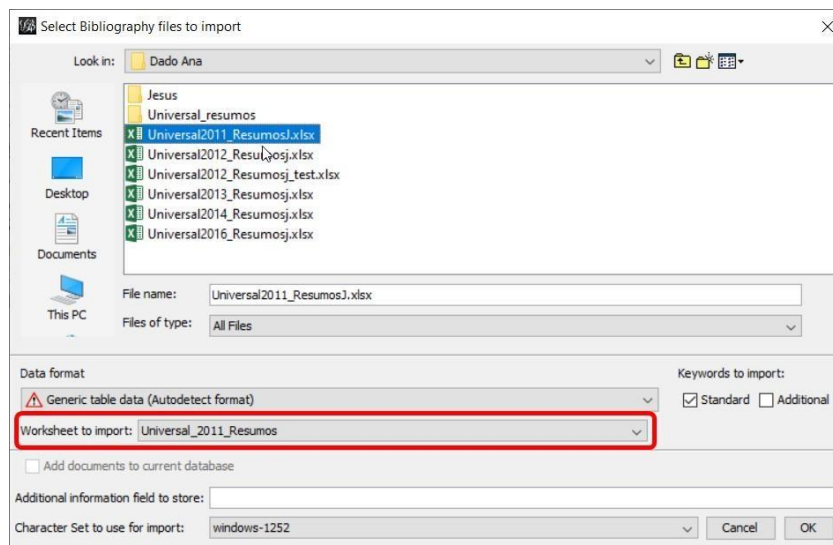 Select Bibliography files to import
Look in: Dado Ana
Recent Items
Desktop
Documents
This PC
Jesus
Universal_resumos
Universal2011_ResumosJ.xlsx
Universal2012_Resumosj.xlsx
Universal2012_Resumosj_test.xlsx
Universal2013_Resumosj.xlsx
Universal2014_Resumosj.xlsx
Universal2016_Resumosj.xlsx
File name: Universal2011_ResumosJ.xlsx
Files of type: All Files
Data format
Keywords to import:
Generic table data (Autodetect format)
Standard Additional
Worksheet to import: Universal_2011_Resumos
Add documents to current database
Additional information field to store:
Character Set to use for import: windows-1252
Cancel OK